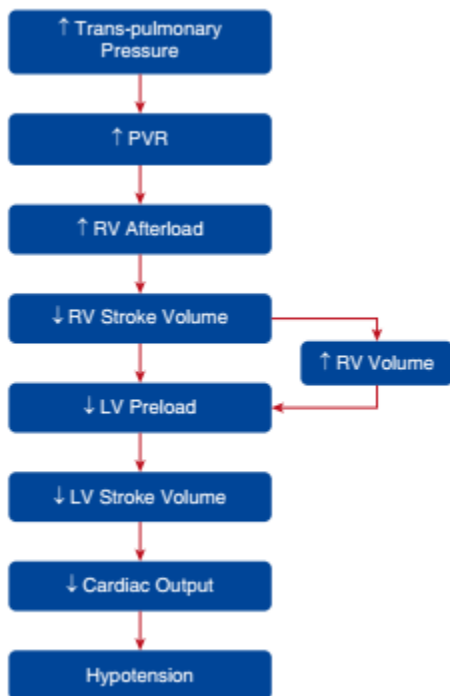 ↑ Trans-pulmonary
Pressure
↑ PVR
↑ RV Afterload
↓ RV Stroke Volume
↑ RV Volume
↓ LV Preload
↓ LV Stroke Volume
↓ Cardiac Output
Hypotension